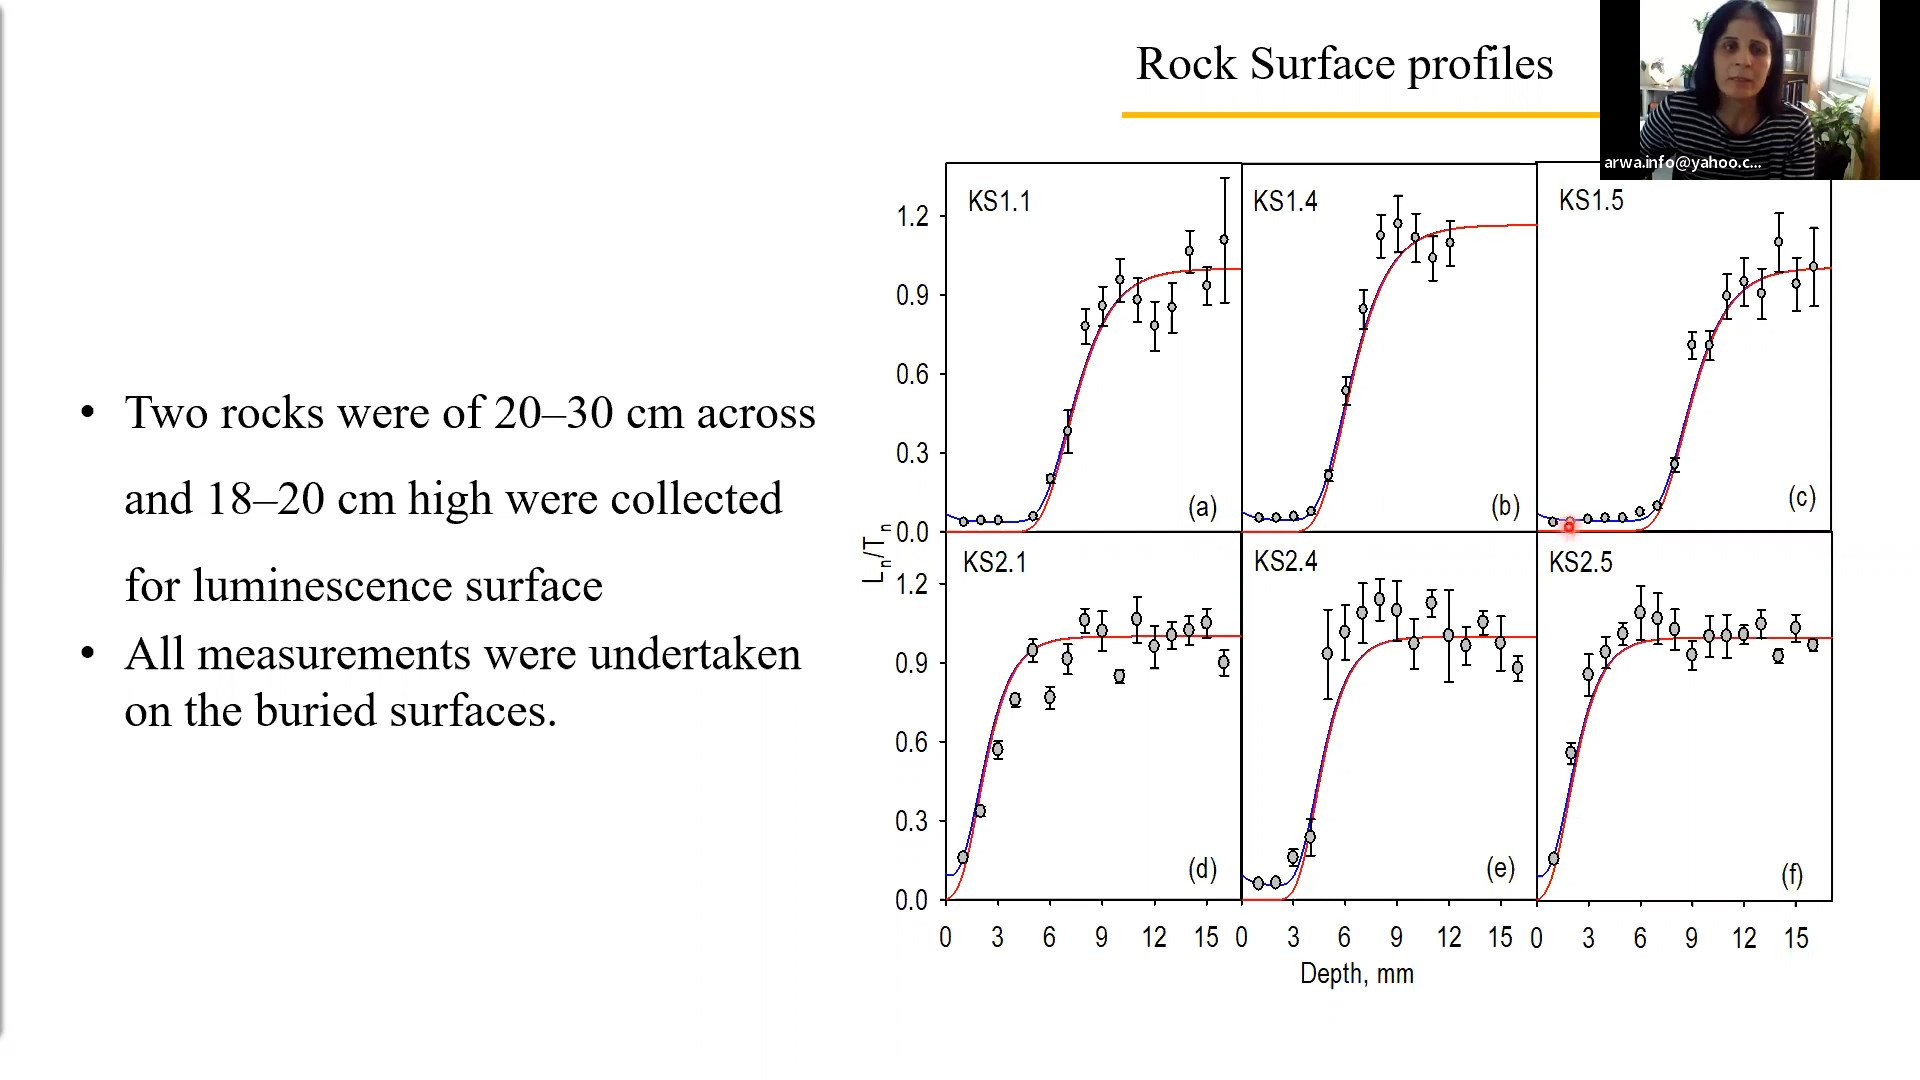 Rock Surface profiles
arwa.info@yahoo.c...
• Two rocks were of 20–30 cm across
and 18–20 cm high were collected
for luminescence surface
• All measurements were undertaken
on the buried surfaces.
KS1.1 KS1.4 KS1.5
1.2
0.9
0.6
0.3
0.0
(a) (b) (c)
Ln/Tn
KS2.1 KS2.4 KS2.5
1.2
0.9
0.6
0.3
0.0
(d) (e) (f)
0 3 6 9 12 15 0 3 6 9 12 15 0 3 6 9 12 15
Depth, mm